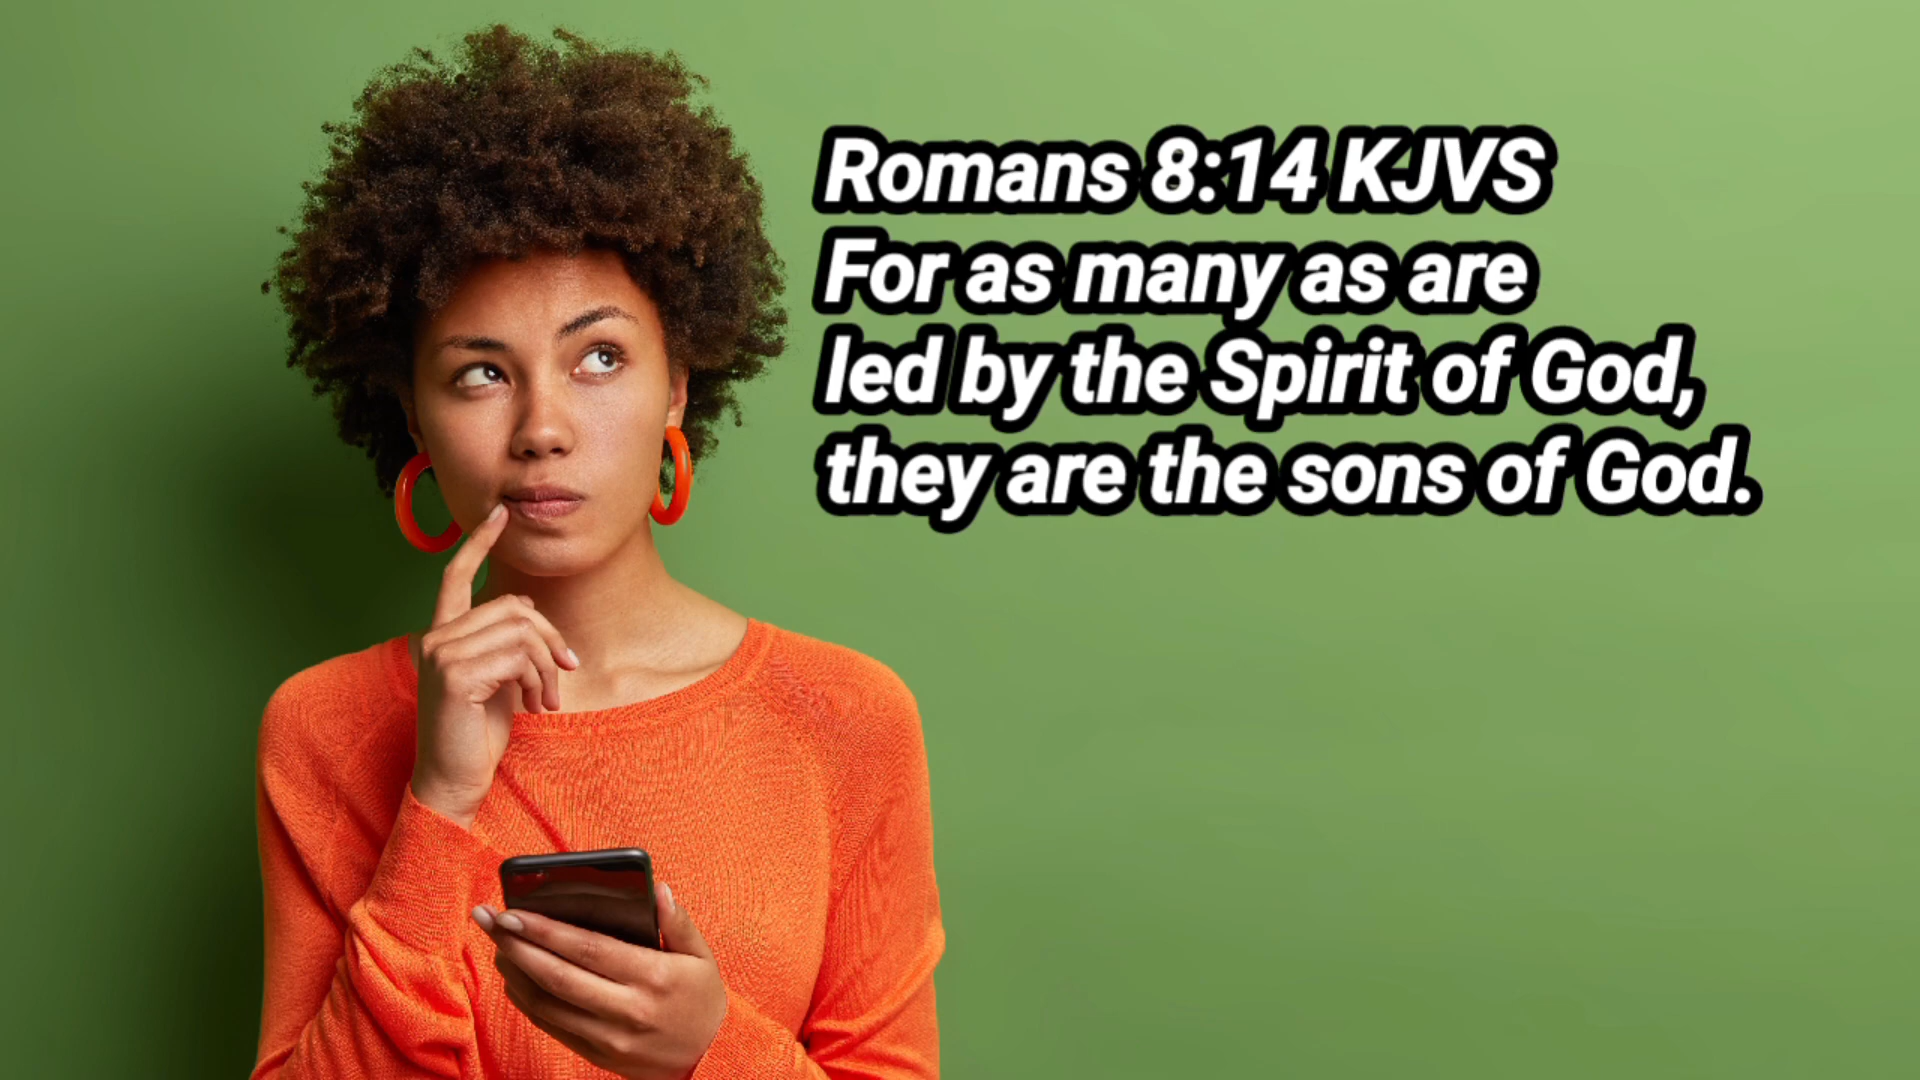 Romans 8:14 KJVS
For as many as are
led by the Spirit of God,
they are the sons of God.